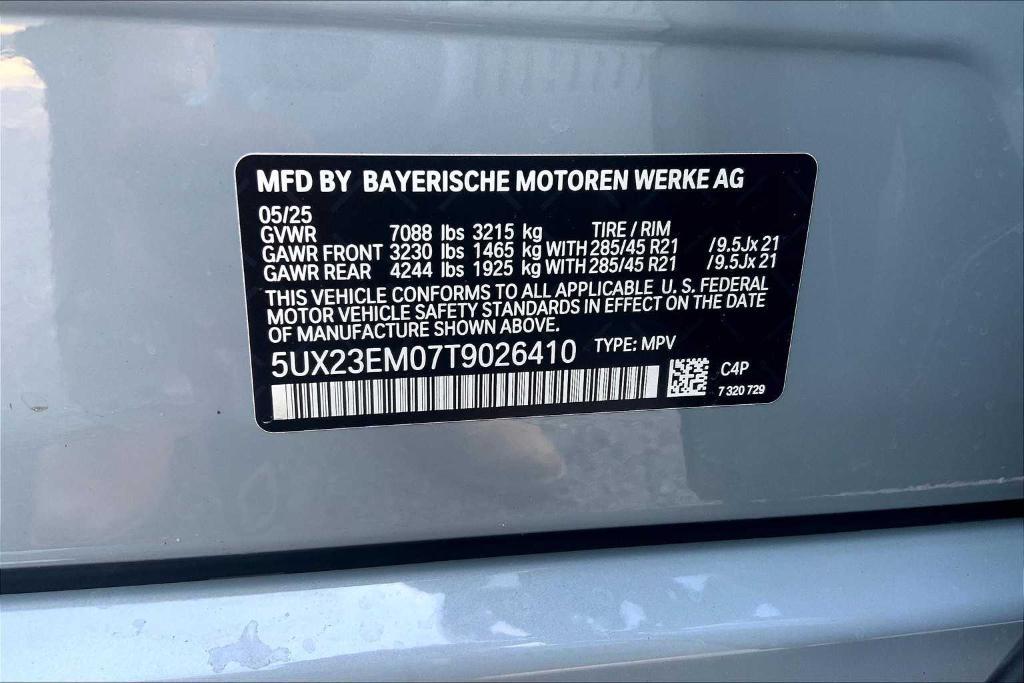 MFD BY BAYERISCHE MOTOREN WERKE AG
05/25
GVWR 7088 lbs 3215 kg TIRE / RIM
GAWR FRONT 3230 lbs 1465 kg WITH 285/45 R21 /9.5Jx21
GAWR REAR 4244 lbs 1925 kg WITH 285/45 R21 /9.5Jx21
THIS VEHICLE CONFORMS TO ALL APPLICABLE U. S. FEDERAL
MOTOR VEHICLE SAFETY STANDARDS IN EFFECT ON THE DATE
OF MANUFACTURE SHOWN ABOVE.
5UX23EM07T9026410 TYPE: MPV
C4P
7 320 729